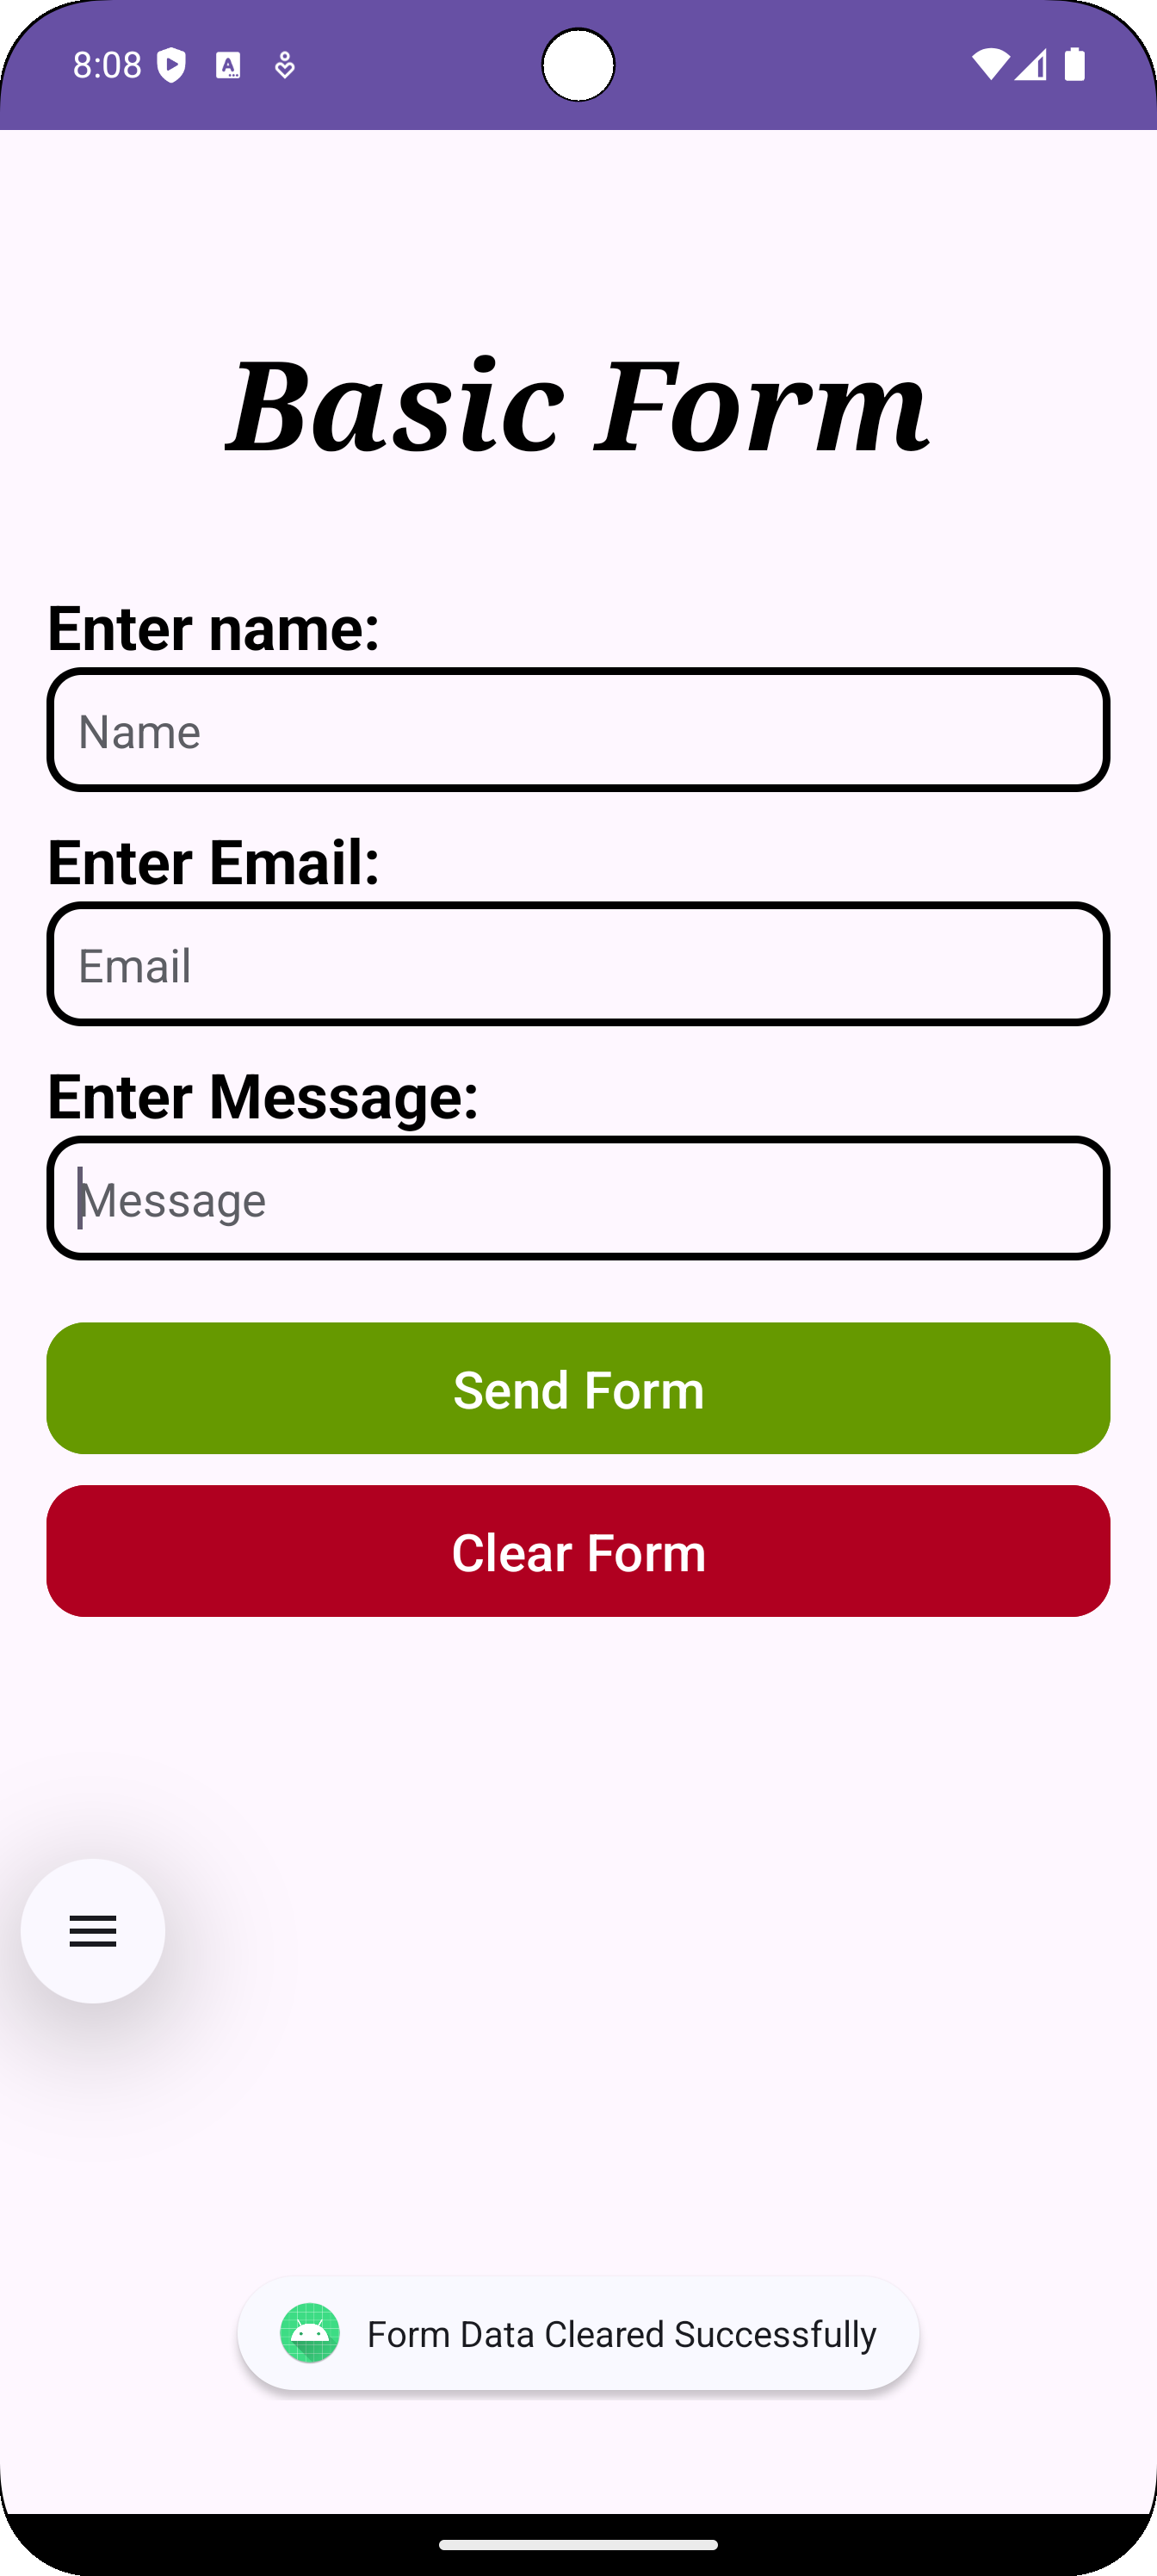 8:08
Basic Form
Enter name:
Name
Enter Email:
Email
Enter Message:
Message
Send Form
Clear Form
Form Data Cleared Successfully